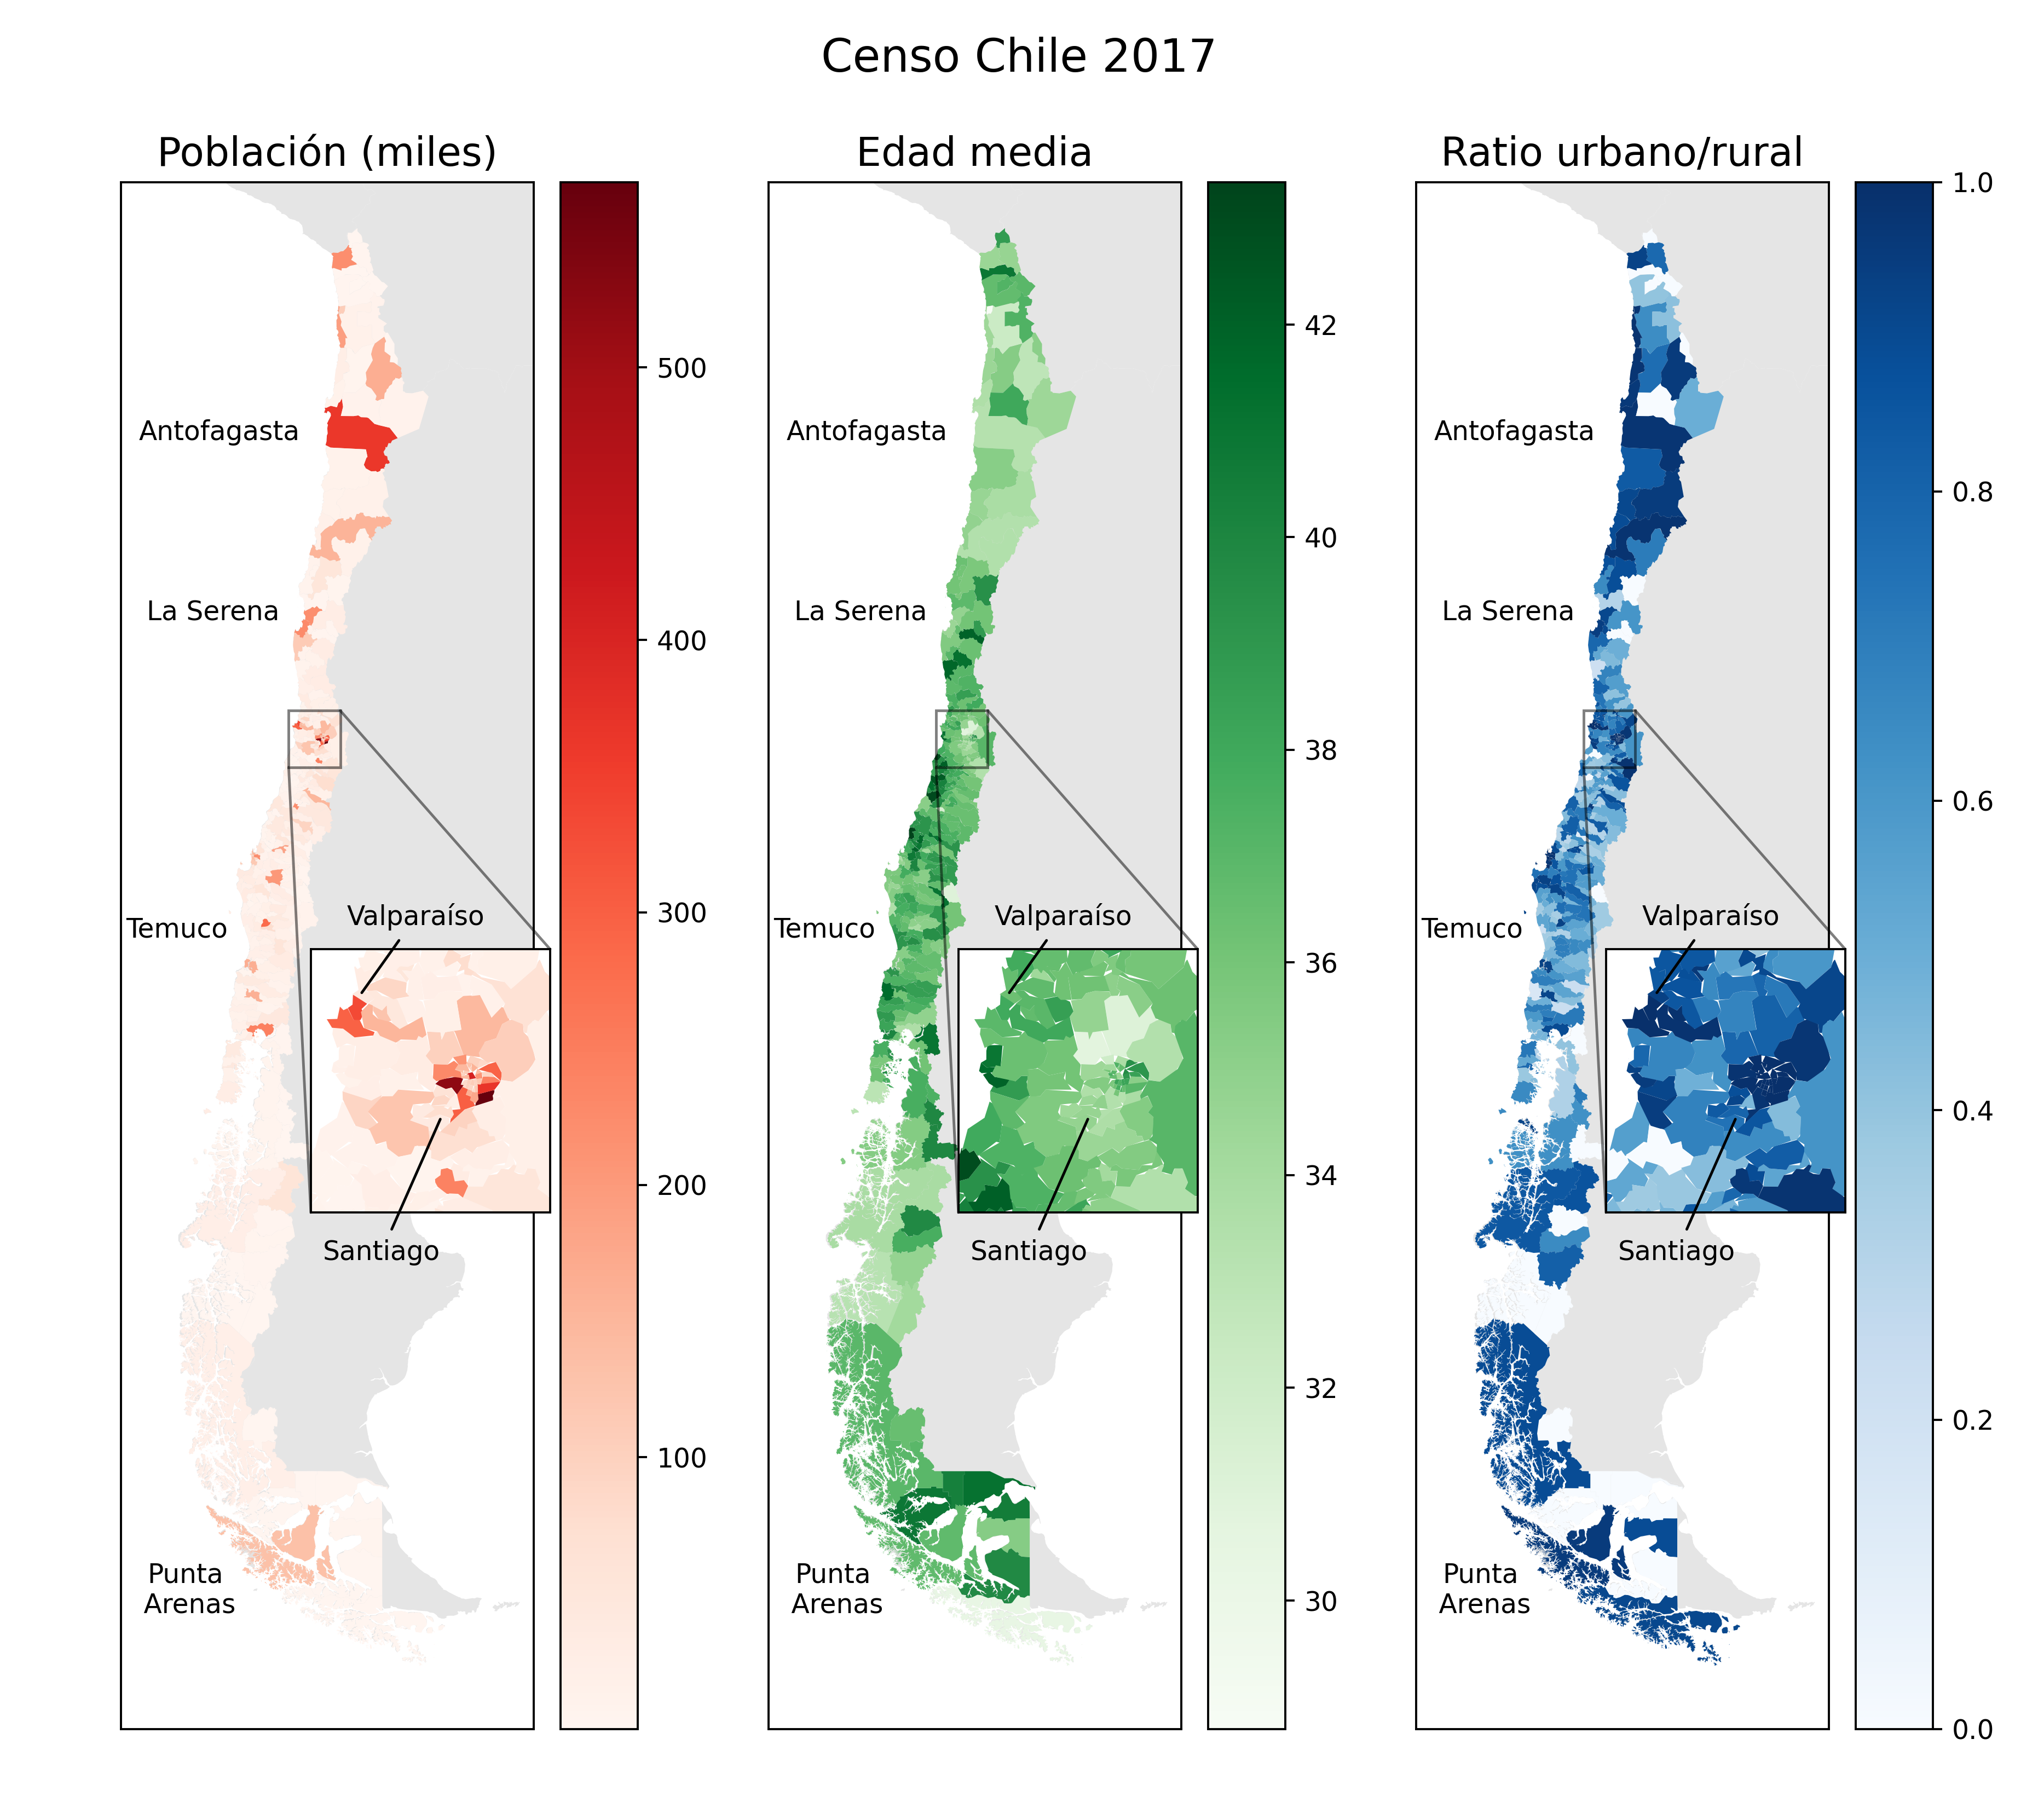 Censo Chile 2017
Población (miles)
Antofagasta
La Serena
Temuco
Valparaíso
Santiago
Punta
Arenas
500
400
300
200
100
Edad media
Antofagasta
La Serena
Temuco
Valparaíso
Santiago
Punta
Arenas
42
40
38
36
34
32
30
Ratio urbano/rural
Antofagasta
La Serena
Temuco
Valparaíso
Santiago
Punta
Arenas
1.0
0.8
0.6
0.4
0.2
0.0